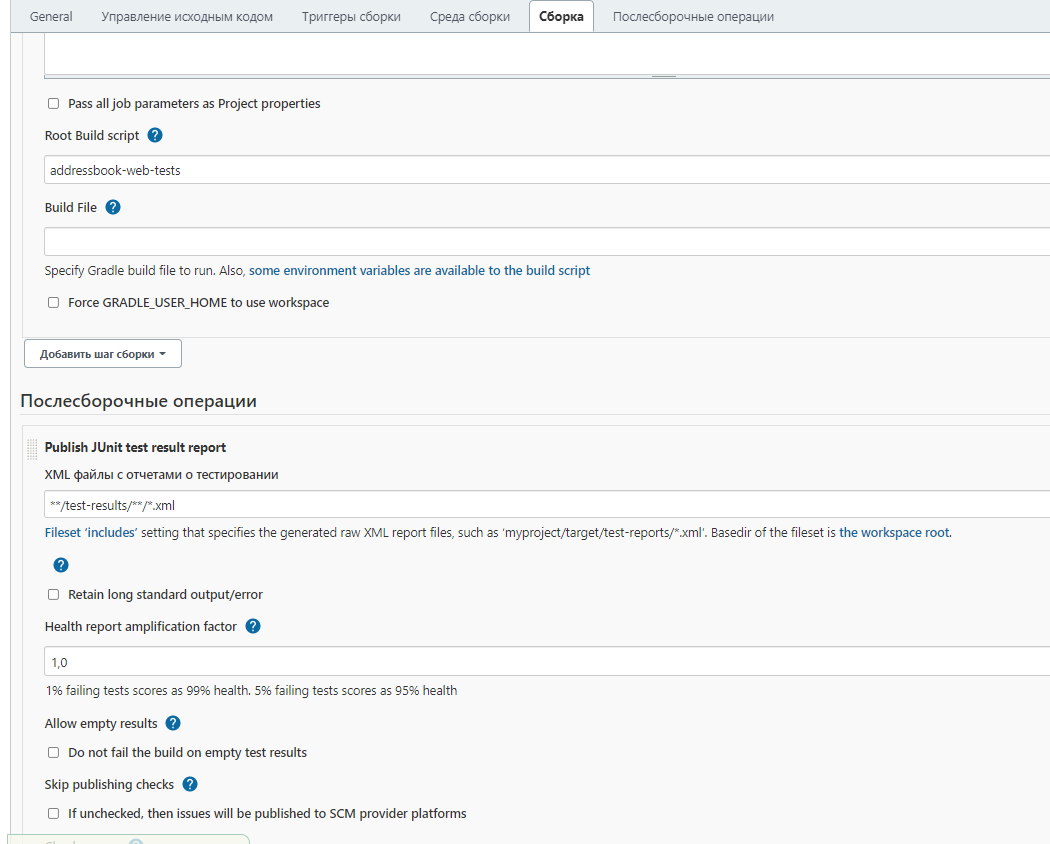 General Управление исходным кодом Триггеры сборки Среда сборки Сборка Послесборочные операции
Pass all job parameters as Project properties
Root Build script ?
addressbook-web-tests
Build File ?
Specify Gradle build file to run. Also, some environment variables are available to the build script
Force GRADLE_USER_HOME to use workspace
Добавить шаг сборки
Послесборочные операции
Publish JUnit test result report
XML файлы с отчетами о тестировании
**/test-results/**/*.xml
Fileset ‘includes’ setting that specifies the generated raw XML report files, such as ‘myproject/target/test-reports/*.xml’. Basedir of the fileset is the workspace root.
?
Retain long standard output/error
Health report amplification factor ?
1,0
1% failing tests scores as 99% health. 5% failing tests scores as 95% health
Allow empty results ?
Do not fail the build on empty test results
Skip publishing checks ?
If unchecked, then issues will be published to SCM provider platforms